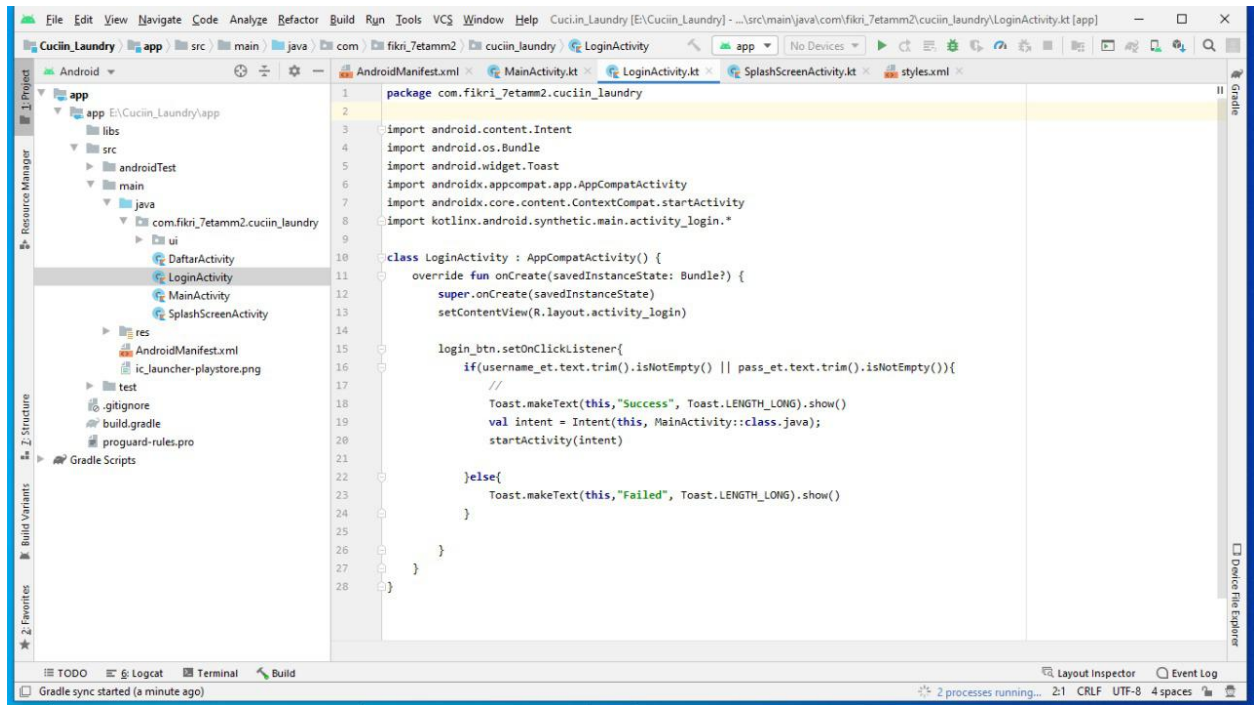 File Edit View Navigate Code Analyze Refactor Build Run Tools VCS Window Help Cuci.in_Laundry [E:\Cuciin_Laundry] - ...\src\main\java\com\fikri_7etamm2\cuciin_laundry\LoginActivity.kt [app]
Cuciin_Laundry app src main java com fikri_7etamm2 cuciin_laundry LoginActivity app No Devices
Android AndroidManifest.xml MainActivity.kt LoginActivity.kt SplashScreenActivity.kt styles.xml
1: Project
Resource Manager
Z: Structure
Build Variants
2: Favorites
app
app E:\Cuciin_Laundry\app
libs
src
androidTest
main
java
com.fikri_7etamm2.cuciin_laundry
ui
DaftarActivity
LoginActivity
MainActivity
SplashScreenActivity
res
AndroidManifest.xml
ic_launcher-playstore.png
test
.gitignore
build.gradle
proguard-rules.pro
Gradle Scripts
1 package com.fikri_7etamm2.cuciin_laundry
2
3 import android.content.Intent
4 import android.os.Bundle
5 import android.widget.Toast
6 import androidx.appcompat.app.AppCompatActivity
7 import androidx.core.content.ContextCompat.startActivity
8 import kotlinx.android.synthetic.main.activity_login.*
9
10 class LoginActivity : AppCompatActivity() {
11 override fun onCreate(savedInstanceState: Bundle?) {
12 super.onCreate(savedInstanceState)
13 setContentView(R.layout.activity_login)
14
15 login_btn.setOnClickListener{
16 if(username_et.text.trim().isNotEmpty() || pass_et.text.trim().isNotEmpty()){
17 //
18 Toast.makeText(this,"Success", Toast.LENGTH_LONG).show()
19 val intent = Intent(this, MainActivity::class.java);
20 startActivity(intent)
21
22 }else{
23 Toast.makeText(this,"Failed", Toast.LENGTH_LONG).show()
24 }
25
26 }
27 }
28 }
Gradle
Device File Explorer
TODO 6: Logcat Terminal Build Layout Inspector Event Log
Gradle sync started (a minute ago) 2 processes running... 2:1 CRLF UTF-8 4 spaces